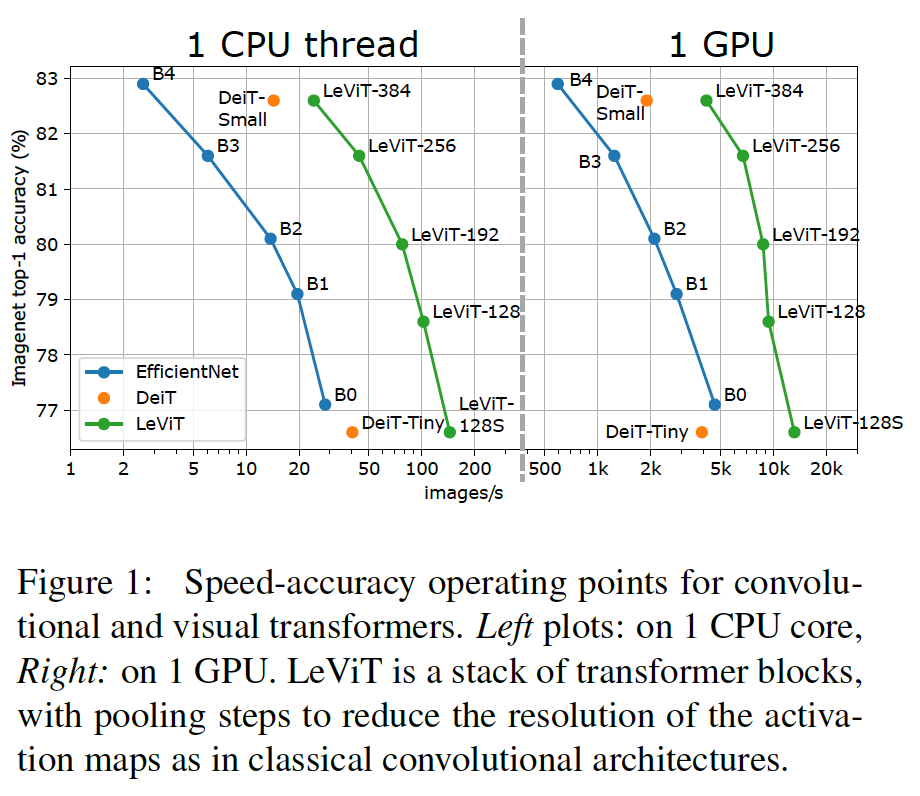 1 CPU thread
1 GPU
Imagenet top-1 accuracy (%)
83
82
81
80
79
78
77
B4
DeiT-
Small
LeViT-384
B3
LeViT-256
B2
LeViT-192
B1
LeViT-128
B0
DeiT-Tiny
LeViT-
128S
EfficientNet
DeiT
LeViT
B4
DeiT-
Small
LeViT-384
B3
LeViT-256
B2
LeViT-192
B1
LeViT-128
B0
DeiT-Tiny
LeViT-128S
1 2 5 10 20 50 100 200 500 1k 2k 5k 10k 20k
images/s
Figure 1: Speed-accuracy operating points for convolu-
tional and visual transformers. Left plots: on 1 CPU core,
Right: on 1 GPU. LeViT is a stack of transformer blocks,
with pooling steps to reduce the resolution of the activa-
tion maps as in classical convolutional architectures.